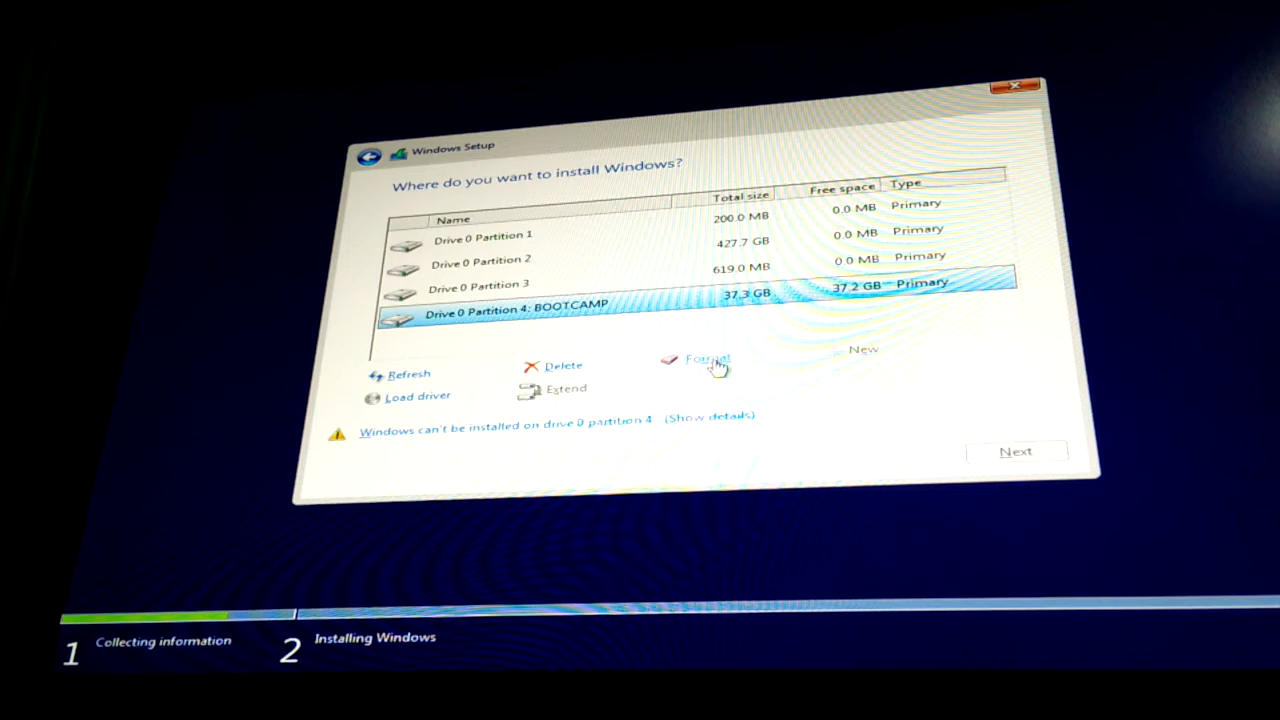 Windows Setup
Where do you want to install Windows?
Name Total size Free space Type
Drive 0 Partition 1 200.0 MB 0.0 MB Primary
Drive 0 Partition 2 427.7 GB 0.0 MB Primary
Drive 0 Partition 3 619.0 MB 0.0 MB Primary
Drive 0 Partition 4: BOOTCAMP 37.3 GB 37.2 GB Primary
Refresh Delete Format New
Load driver Extend
Windows can't be installed on drive 0 partition 4 (Show details)
Next
1 Collecting information 2 Installing Windows